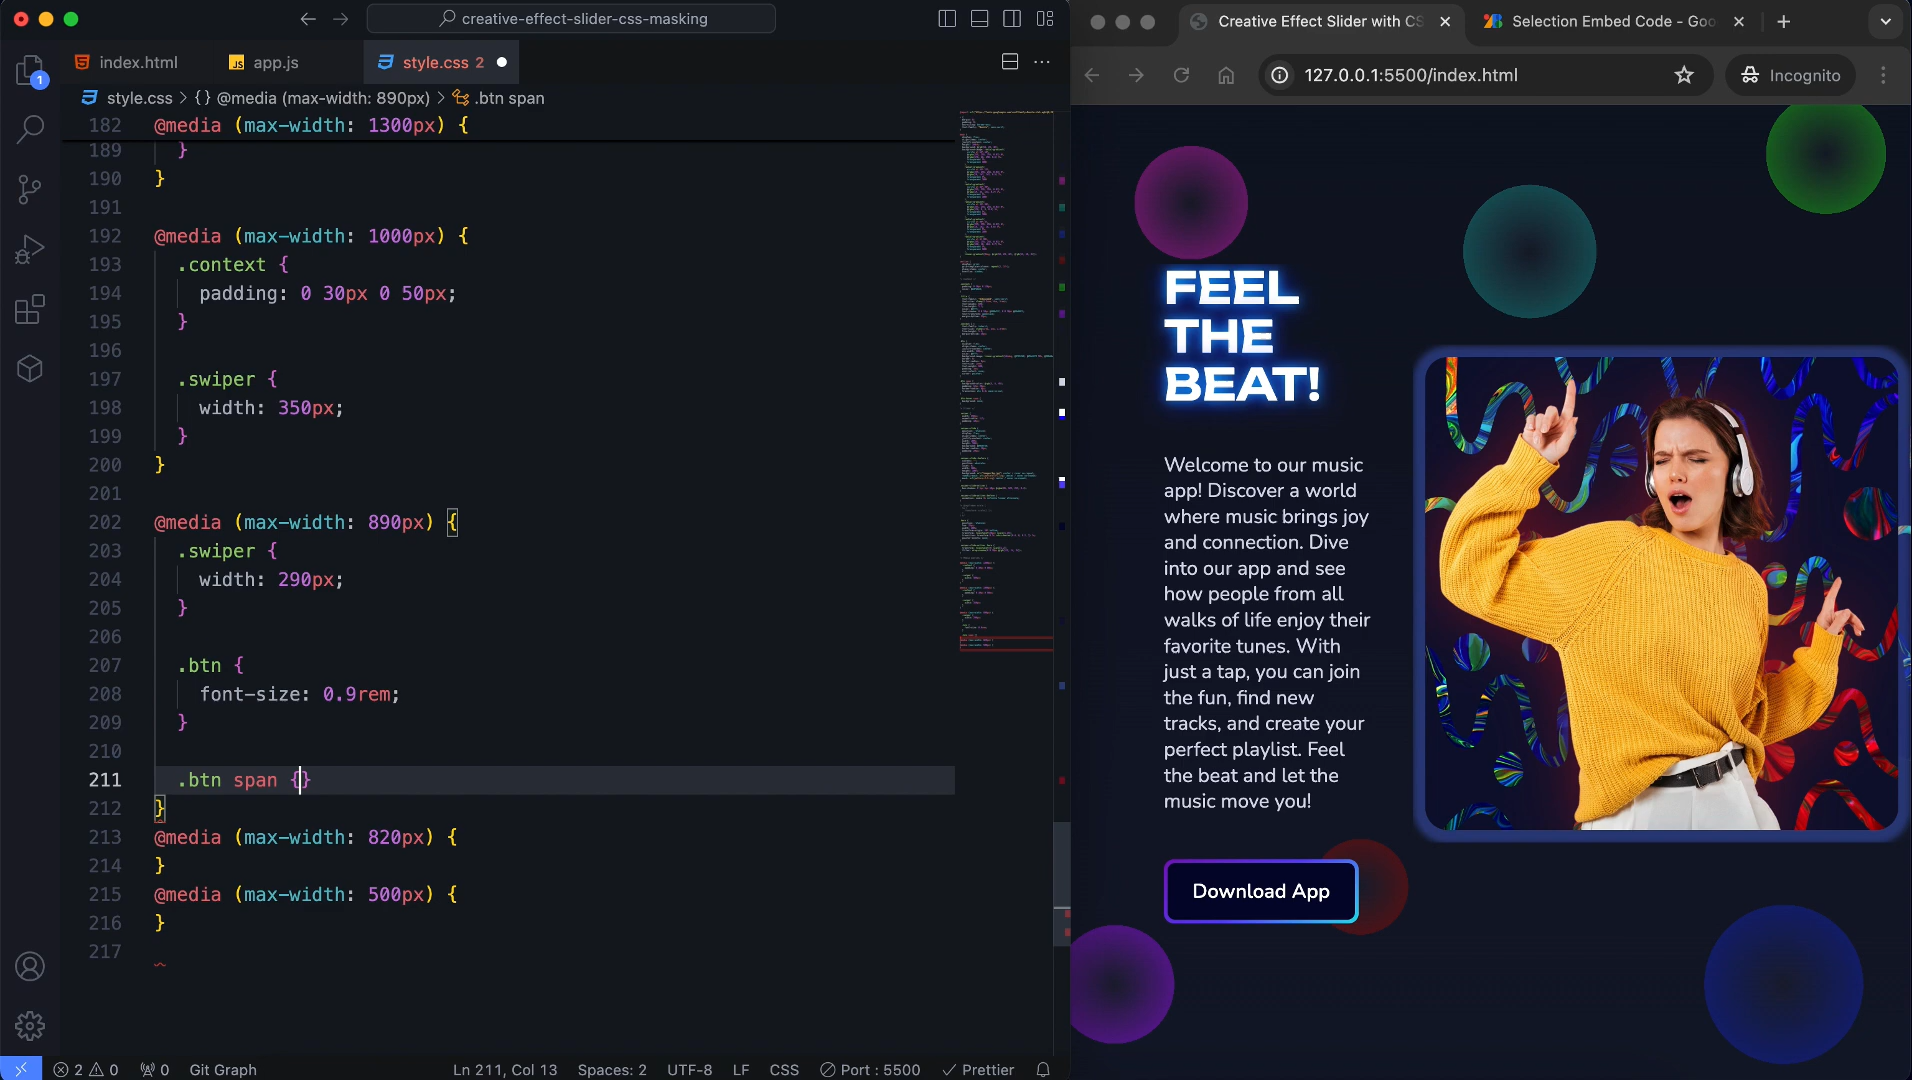 creative-effect-slider-css-masking
index.html
app.js
style.css 2
style.css > {} @media (max-width: 890px) > .btn span
182 @media (max-width: 1300px) {
189 }
190 }
191
192 @media (max-width: 1000px) {
193 .context {
194 padding: 0 30px 0 50px;
195 }
196
197 .swiper {
198 width: 350px;
199 }
200 }
201
202 @media (max-width: 890px) {
203 .swiper {
204 width: 290px;
205 }
206
207 .btn {
208 font-size: 0.9rem;
209 }
210
211 .btn span {}
212 }
213 @media (max-width: 820px) {
214 }
215 @media (max-width: 500px) {
216 }
217
1
2 0 0 Git Graph
Ln 211, Col 13 Spaces: 2 UTF-8 LF CSS Port : 5500 Prettier
Creative Effect Slider with CS
Selection Embed Code - Goo
127.0.0.1:5500/index.html
Incognito
FEEL
THE
BEAT!
Welcome to our music
app! Discover a world
where music brings joy
and connection. Dive
into our app and see
how people from all
walks of life enjoy their
favorite tunes. With
just a tap, you can join
the fun, find new
tracks, and create your
perfect playlist. Feel
the beat and let the
music move you!
Download App